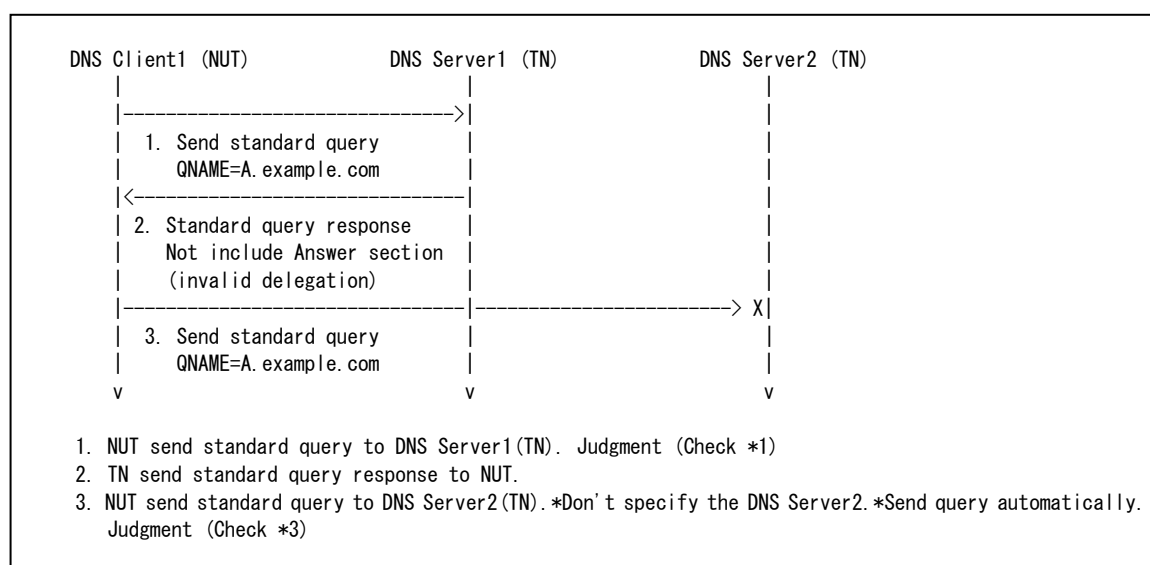 DNS Client1 (NUT) DNS Server1 (TN) DNS Server2 (TN)
1. Send standard query
QNAME=A.example.com
2. Standard query response
Not include Answer section
(invalid delegation)
X
3. Send standard query
QNAME=A.example.com
v v v
1. NUT send standard query to DNS Server1(TN). Judgment (Check *1)
2. TN send standard query response to NUT.
3. NUT send standard query to DNS Server2(TN).*Don't specify the DNS Server2.*Send query automatically.
Judgment (Check *3)